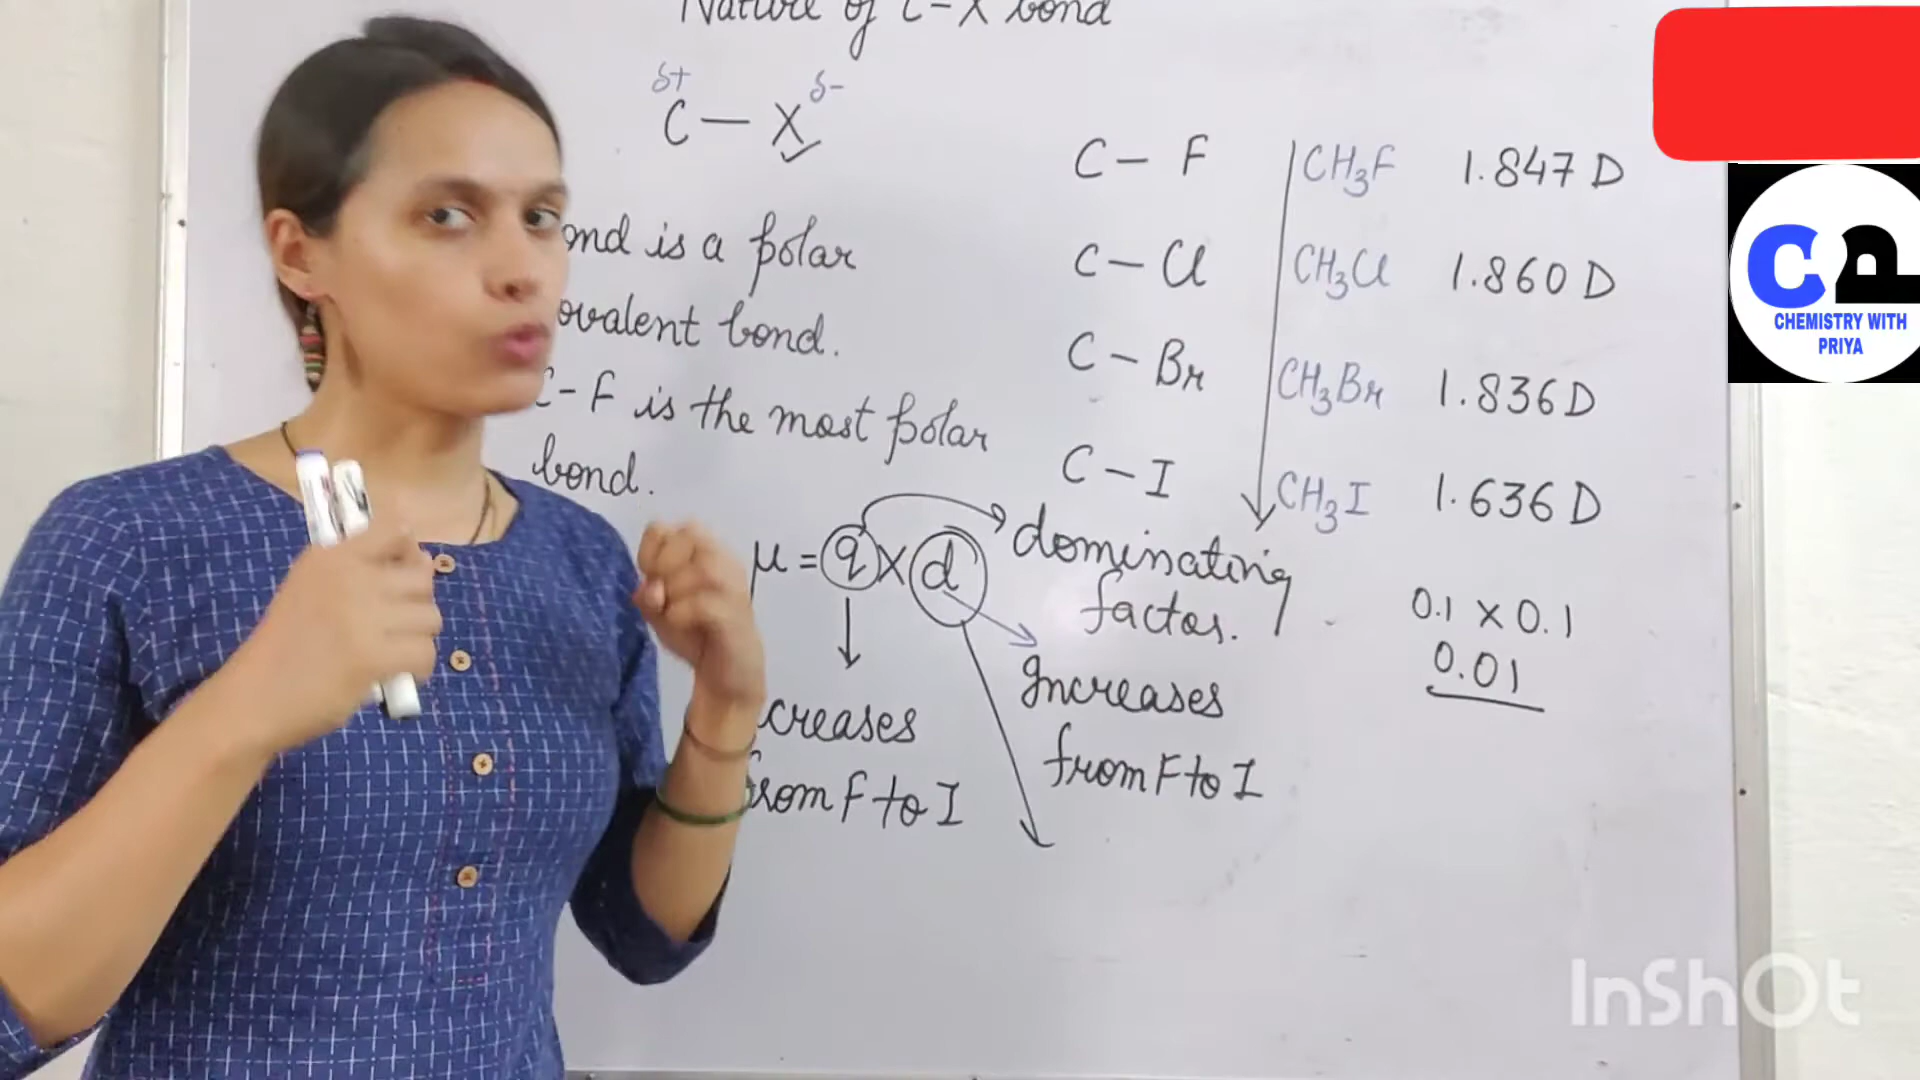 Nature of C-X bond
δ+ δ-
C — X
ond is a polar
ovalent bond.
C-F is the most polar
bond.
μ = q x d
dominating
factor.
creases
from F to I
Increases
from F to I
C - F CH3F 1.847 D
C - Cl CH3Cl 1.860 D
C - Br CH3Br 1.836 D
C - I CH3I 1.636 D
0.1 x 0.1
0.01
CP
CHEMISTRY WITH
PRIYA
InShOt